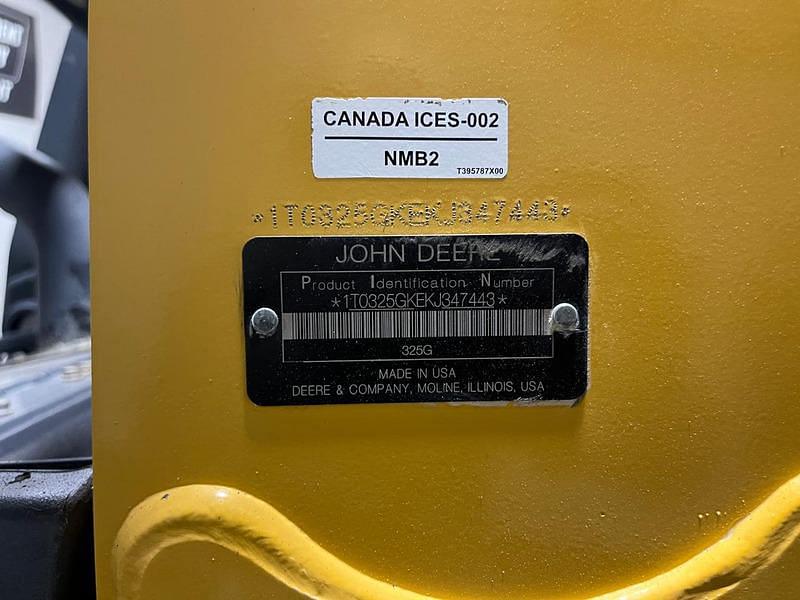 CANADA ICES-002
NMB2
T395787X00
*1T0325GKEKJ347443*
JOHN DEERE
Product Identification Number
*1T0325GKEKJ347443*
325G
MADE IN USA
DEERE & COMPANY, MOLINE, ILLINOIS, USA